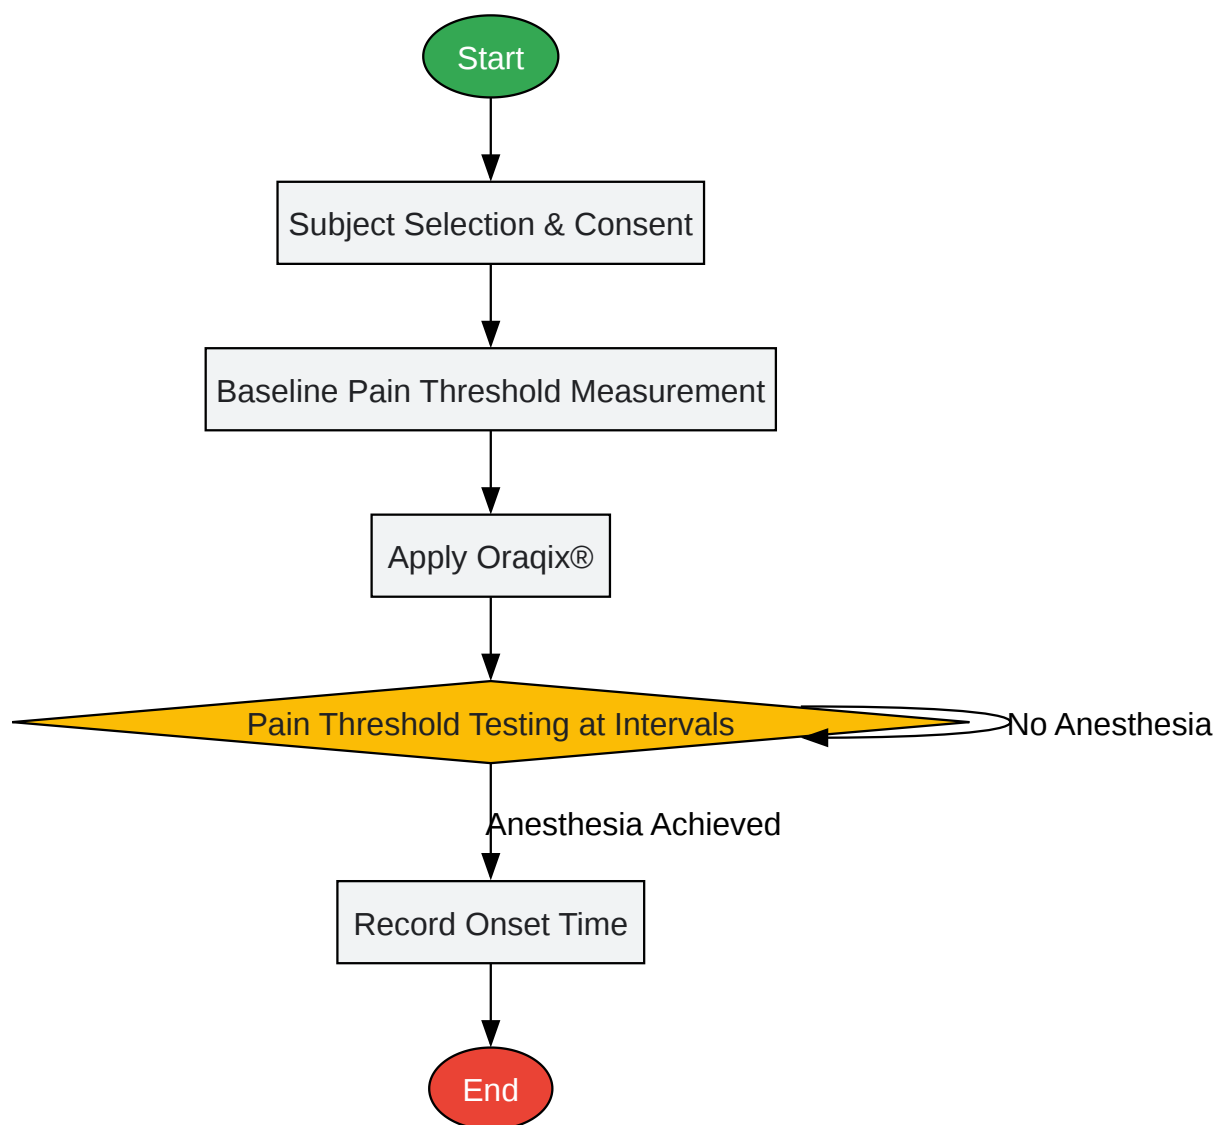 Start
Subject Selection & Consent
Baseline Pain Threshold Measurement
Apply Oraqix®
Pain Threshold Testing at Intervals
No Anesthesia
Anesthesia Achieved
Record Onset Time
End